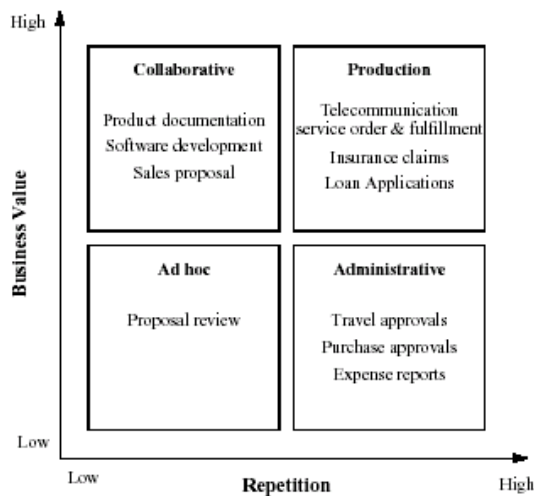 High
Business Value
Collaborative
Product documentation
Software development
Sales proposal
Production
Telecommunication
service order & fulfillment
Insurance claims
Loan Applications
Ad hoc
Proposal review
Administrative
Travel approvals
Purchase approvals
Expense reports
Low
Low
Repetition
High